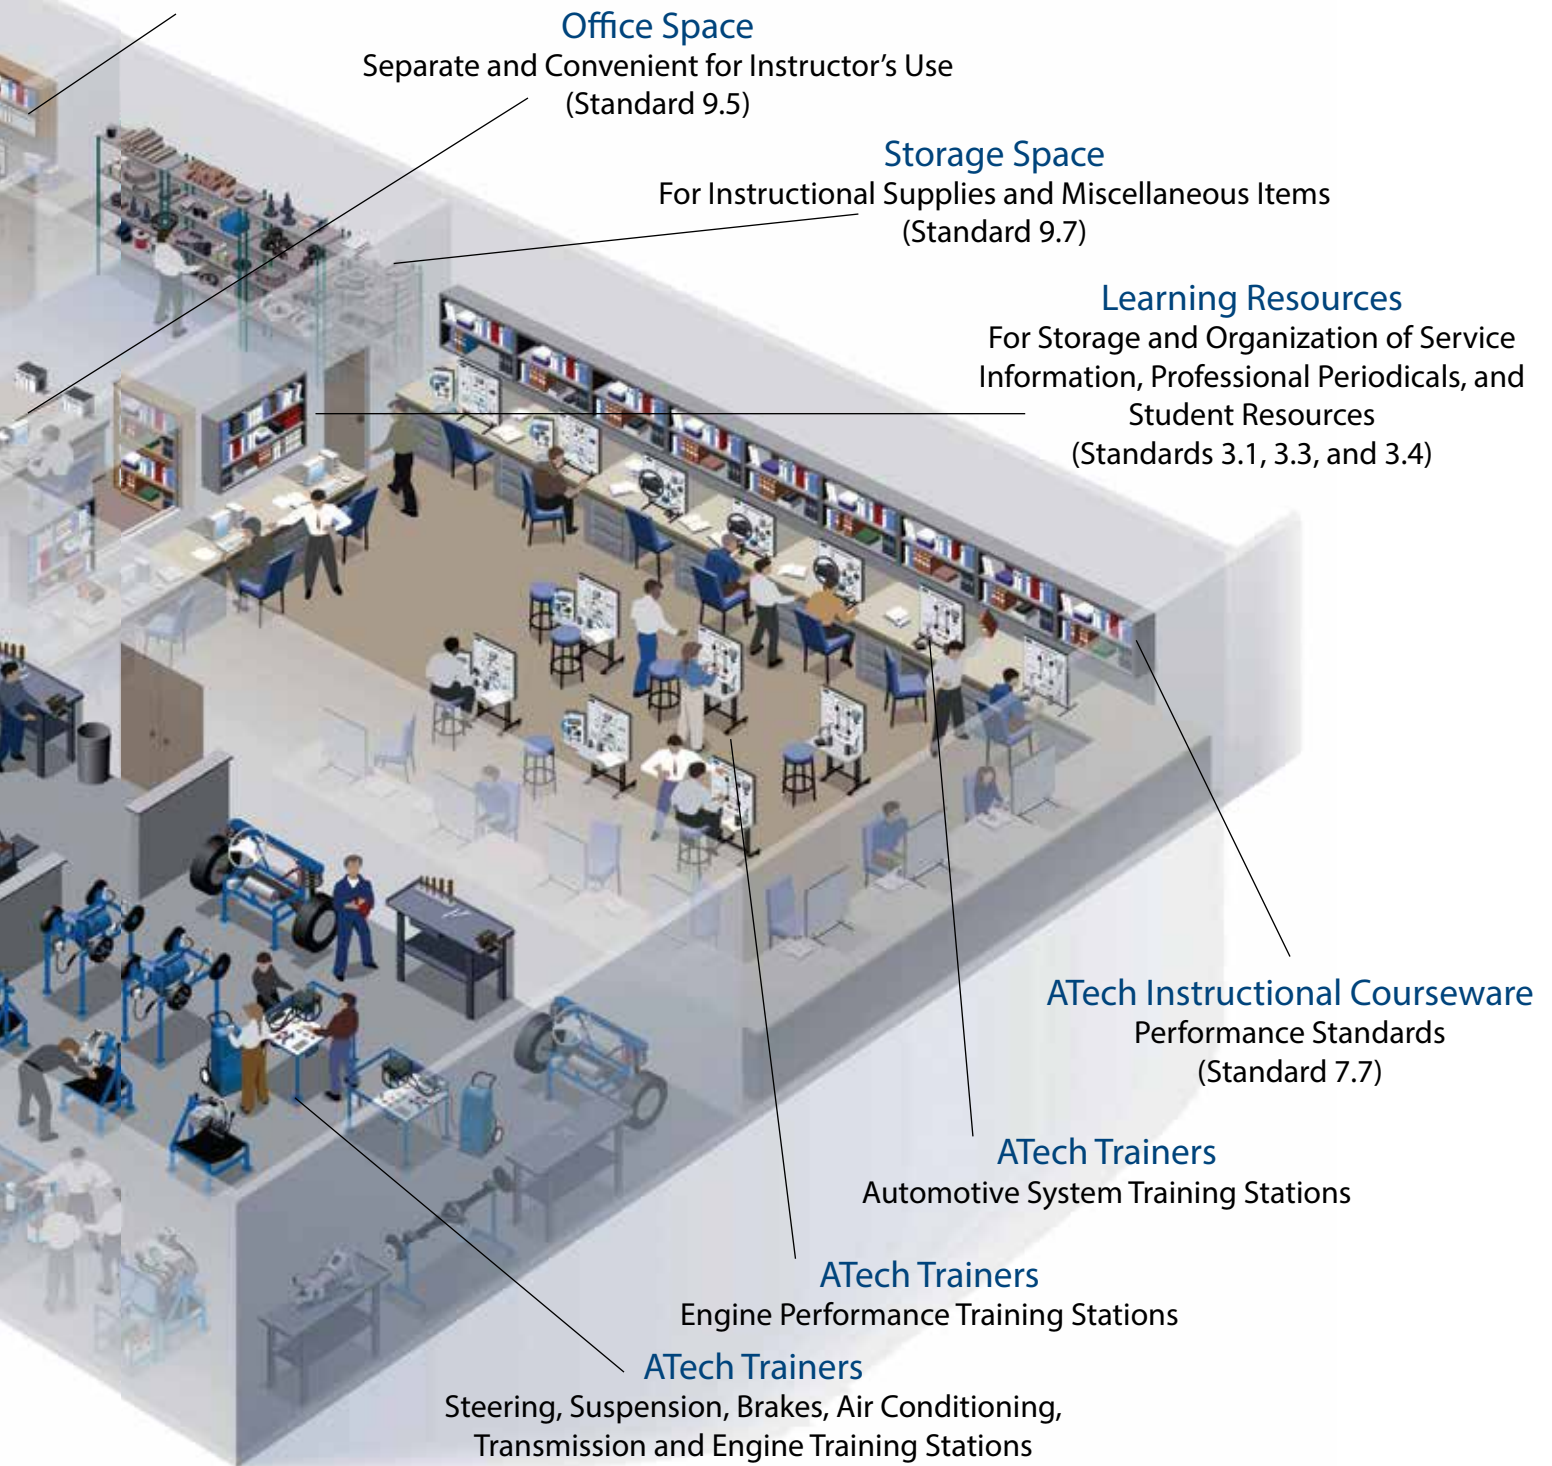 Office Space
Separate and Convenient for Instructor’s Use
(Standard 9.5)
Storage Space
For Instructional Supplies and Miscellaneous Items
(Standard 9.7)
Learning Resources
For Storage and Organization of Service
Information, Professional Periodicals, and
Student Resources
(Standards 3.1, 3.3, and 3.4)
ATech Instructional Courseware
Performance Standards
(Standard 7.7)
ATech Trainers
Automotive System Training Stations
ATech Trainers
Engine Performance Training Stations
ATech Trainers
Steering, Suspension, Brakes, Air Conditioning,
Transmission and Engine Training Stations